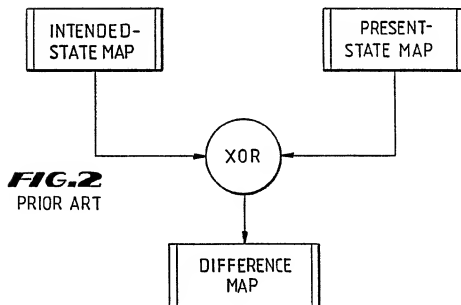 INTENDED-
STATE MAP
PRESENT-
STATE MAP
XOR
FIG.2
PRIOR ART
DIFFERENCE
MAP